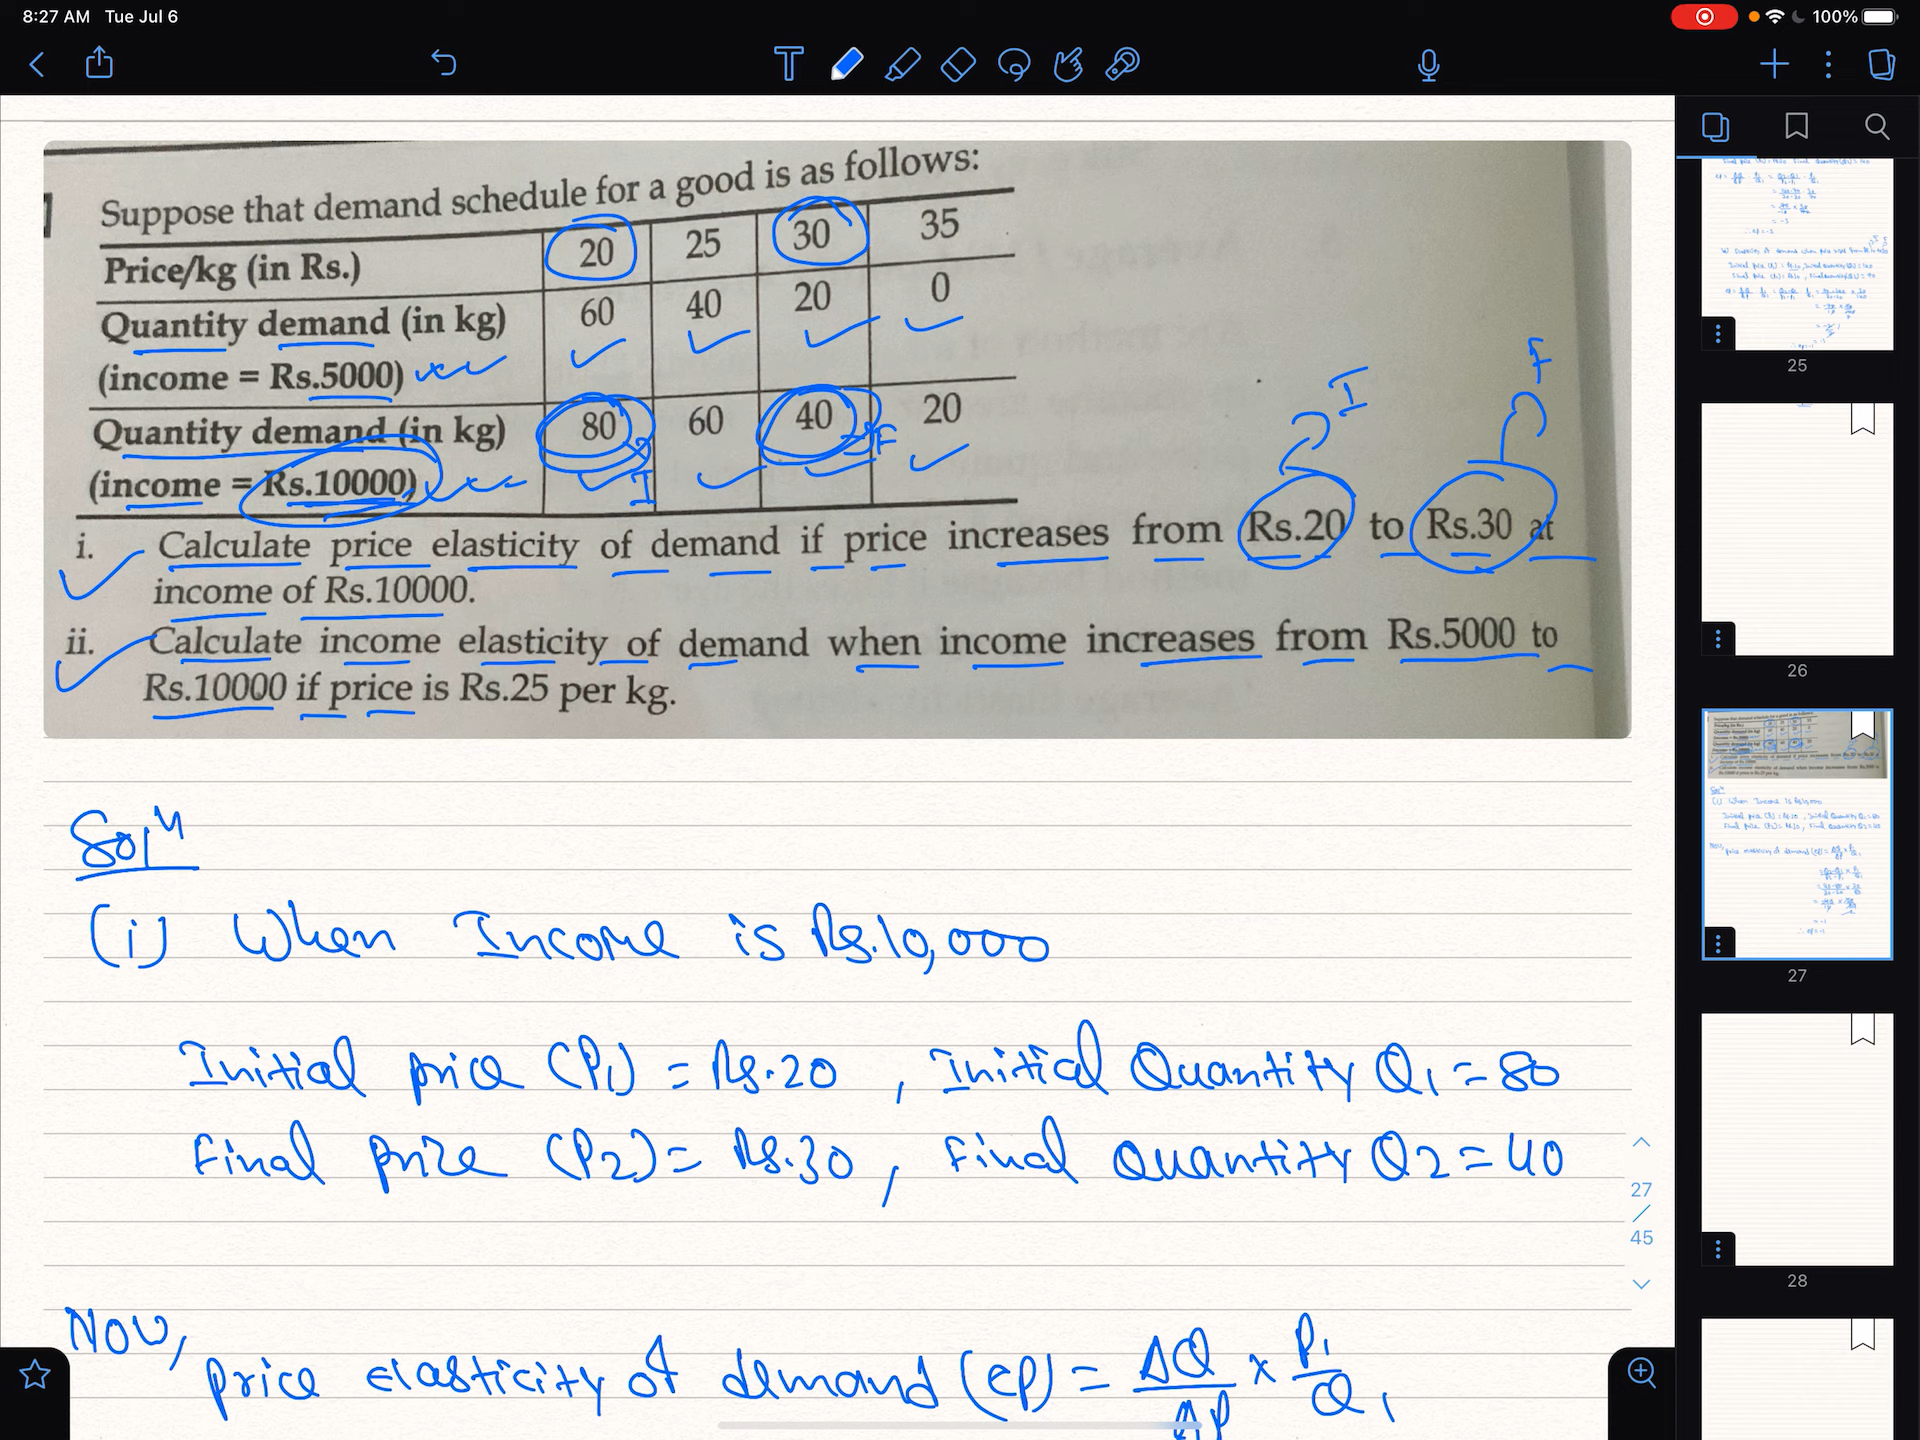 8:27 AM Tue Jul 6
100%
Suppose that demand schedule for a good is as follows:
Price/kg (in Rs.) 20 25 30 35
Quantity demand (in kg) 60 40 20 0
(income = Rs.5000)
Quantity demand (in kg) 80 60 40 20
(income = Rs.10000)
I
F
I
F
i. Calculate price elasticity of demand if price increases from Rs.20 to Rs.30 at
income of Rs.10000.
ii. Calculate income elasticity of demand when income increases from Rs.5000 to
Rs.10000 if price is Rs.25 per kg.
Solⁿ
(i) When Income is Rs.10,000
Initial price (P1) = Rs.20 , Initial Quantity Q1 = 80
Final price (P2) = Rs.30 , Final Quantity Q2 = 40
Now,
price elasticity of demand (eP) = ΔQ/ΔP × P1/Q1
27
/
45
25
26
27
28